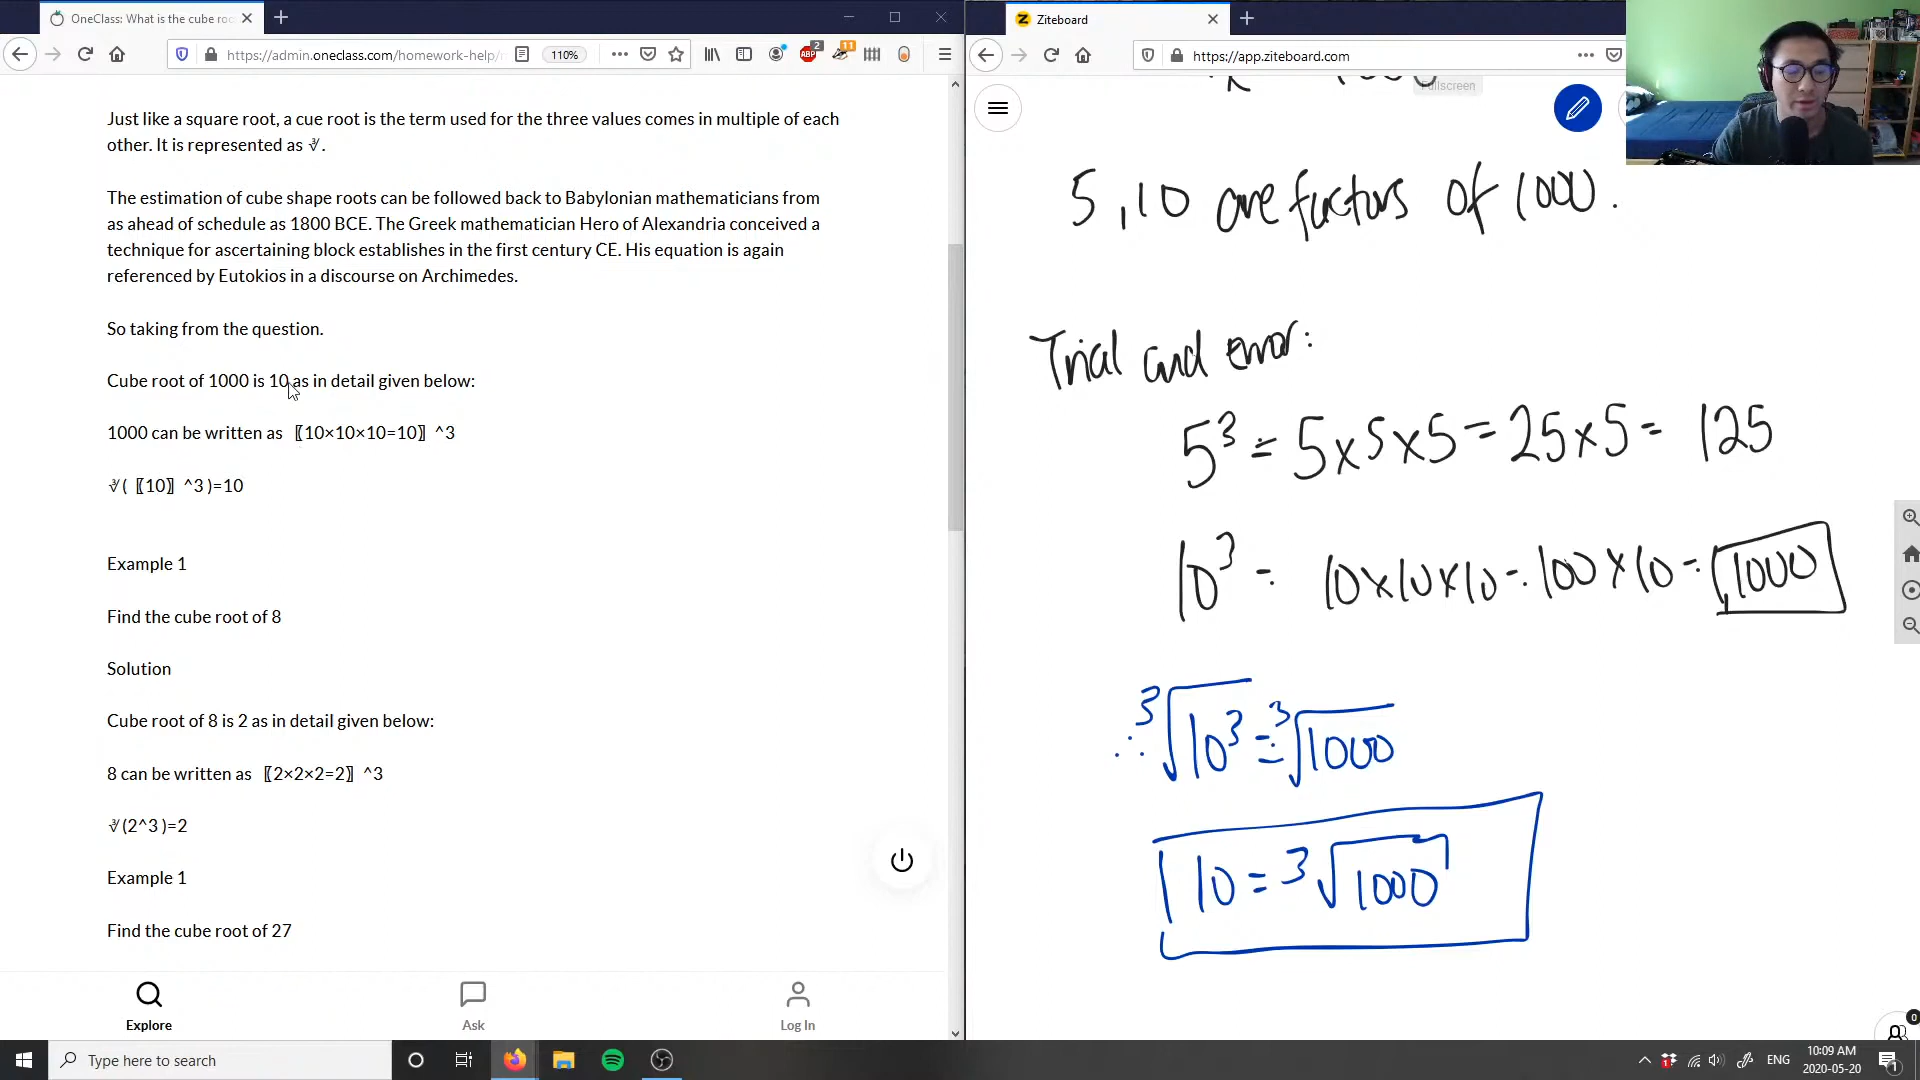 OneClass: What is the cube roo
https://admin.oneclass.com/homework-help/
110%
ABP
2
11
Just like a square root, a cue root is the term used for the three values comes in multiple of each
other. It is represented as ∛.
The estimation of cube shape roots can be followed back to Babylonian mathematicians from
as ahead of schedule as 1800 BCE. The Greek mathematician Hero of Alexandria conceived a
technique for ascertaining block establishes in the first century CE. His equation is again
referenced by Eutokios in a discourse on Archimedes.
So taking from the question.
Cube root of 1000 is 10 as in detail given below:
1000 can be written as 〖10×10×10=10〗^3
∛(〖10〗^3 )=10
Example 1
Find the cube root of 8
Solution
Cube root of 8 is 2 as in detail given below:
8 can be written as 〖2×2×2=2〗^3
∛(2^3 )=2
Example 1
Find the cube root of 27
Explore
Ask
Log In
Ziteboard
https://app.ziteboard.com
Fullscreen
5,10 are factors of 1000.
Trial and error:
5³ = 5x5x5 = 25x5 = 125
10³ = 10x10x10 = 100x10 = 1000
∴ ³√10³ = ³√1000
10 = ³√1000
0
Type here to search
ENG
10:09 AM
2020-05-20
1